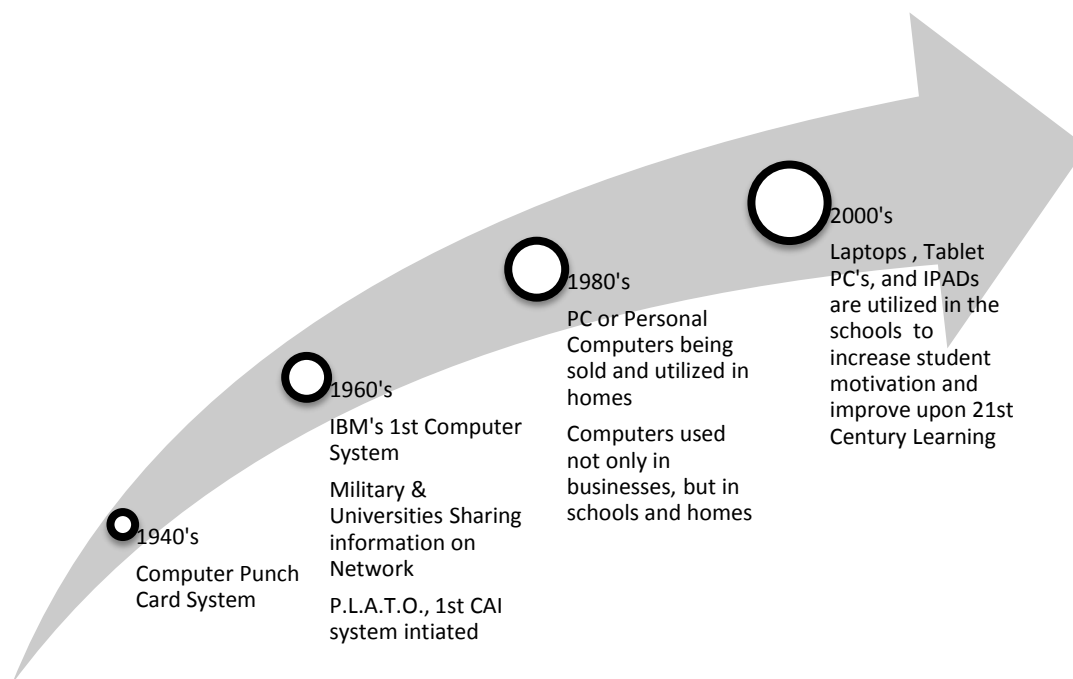 1940's
Computer Punch
Card System
1960's
IBM's 1st Computer
System
Military &
Universities Sharing
information on
Network
P.L.A.T.O., 1st CAI
system intiated
1980's
PC or Personal
Computers being
sold and utilized in
homes
Computers used
not only in
businesses, but in
schools and homes
2000's
Laptops , Tablet
PC's, and IPADs
are utilized in the
schools  to
increase student
motivation and
improve upon 21st
Century Learning